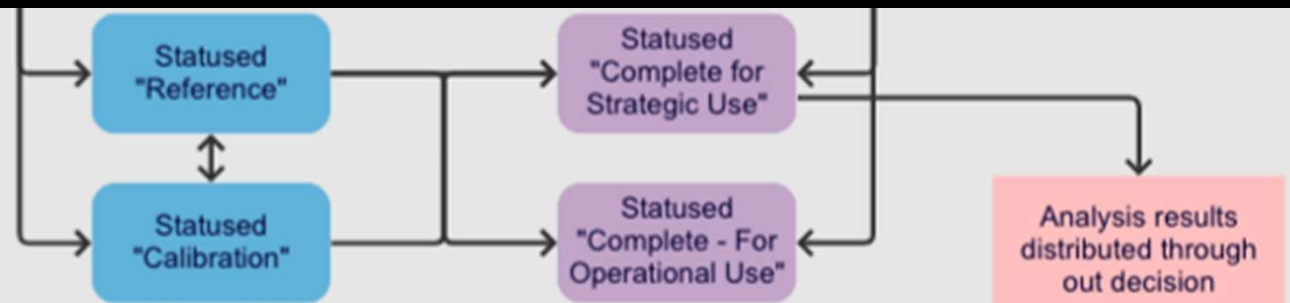 Statused
"Reference"
Statused
"Complete for
Strategic Use"
Statused
"Calibration"
Statused
"Complete - For
Operational Use"
Analysis results
distributed through
out decision